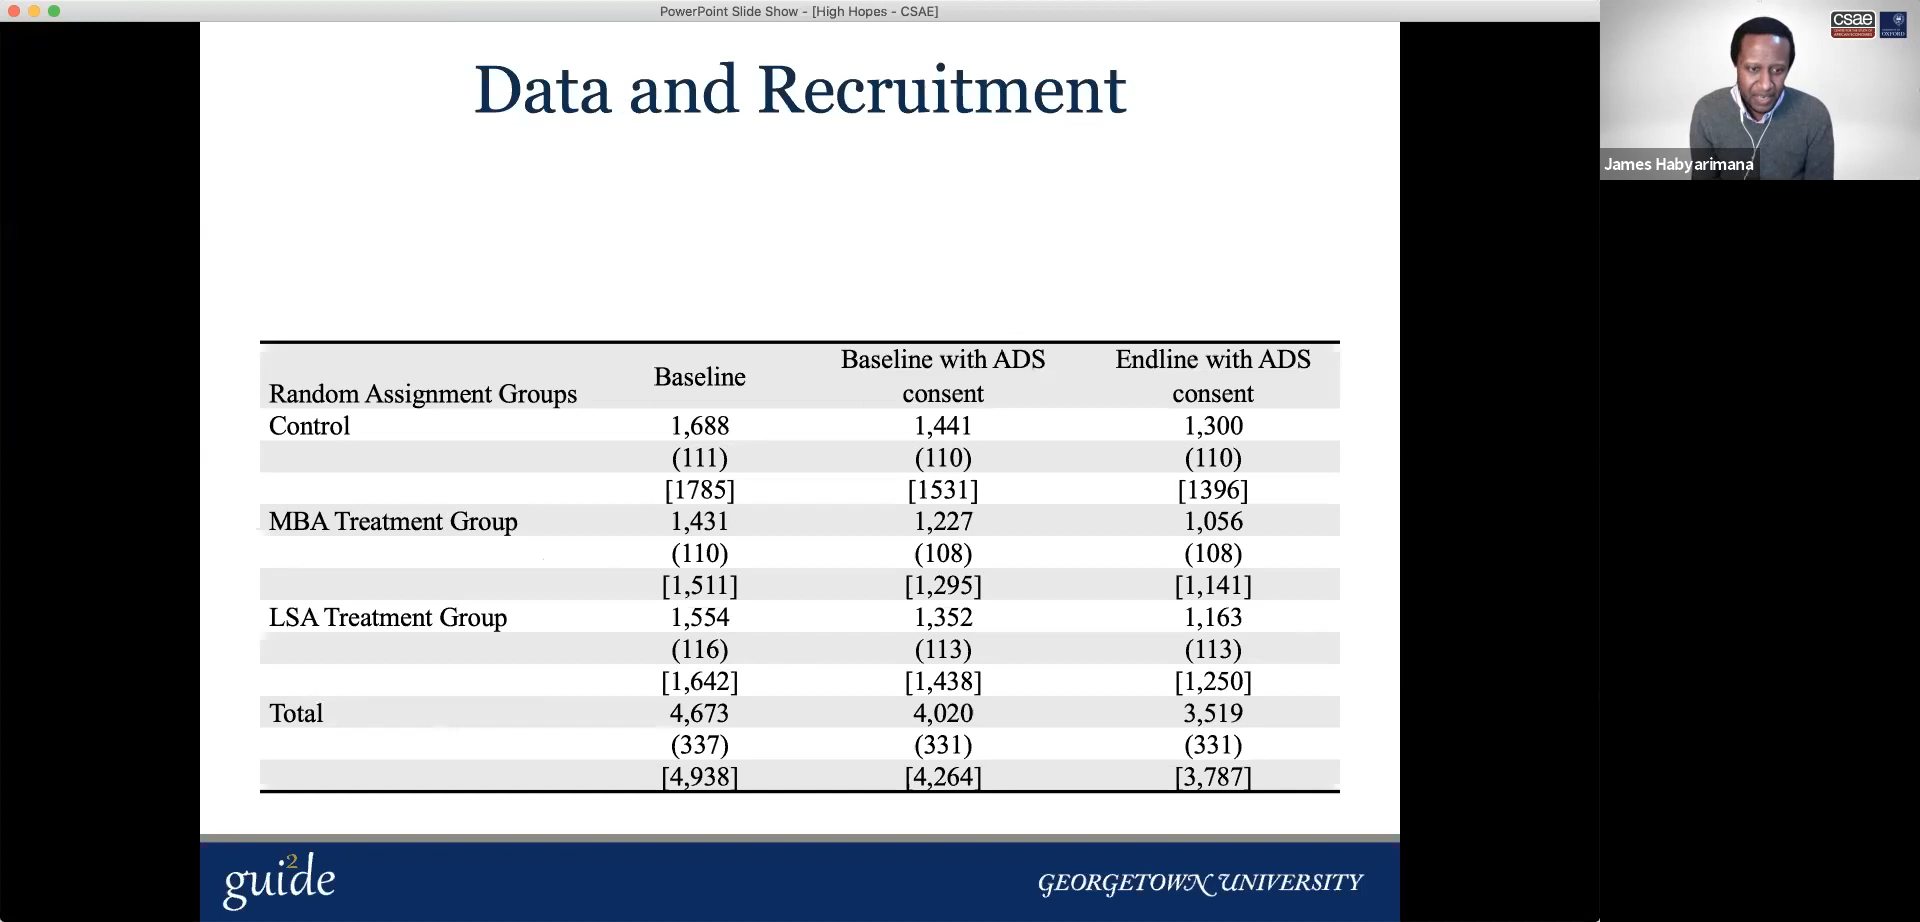 PowerPoint Slide Show - [High Hopes - CSAE]
csae
OXFORD
James Habyarimana
Data and Recruitment
Random Assignment Groups Baseline Baseline with ADS consent Endline with ADS consent
Control 1,688 1,441 1,300
(111) (110) (110)
[1785] [1531] [1396]
MBA Treatment Group 1,431 1,227 1,056
(110) (108) (108)
[1,511] [1,295] [1,141]
LSA Treatment Group 1,554 1,352 1,163
(116) (113) (113)
[1,642] [1,438] [1,250]
Total 4,673 4,020 3,519
(337) (331) (331)
[4,938] [4,264] [3,787]
gui2de
GEORGETOWN UNIVERSITY